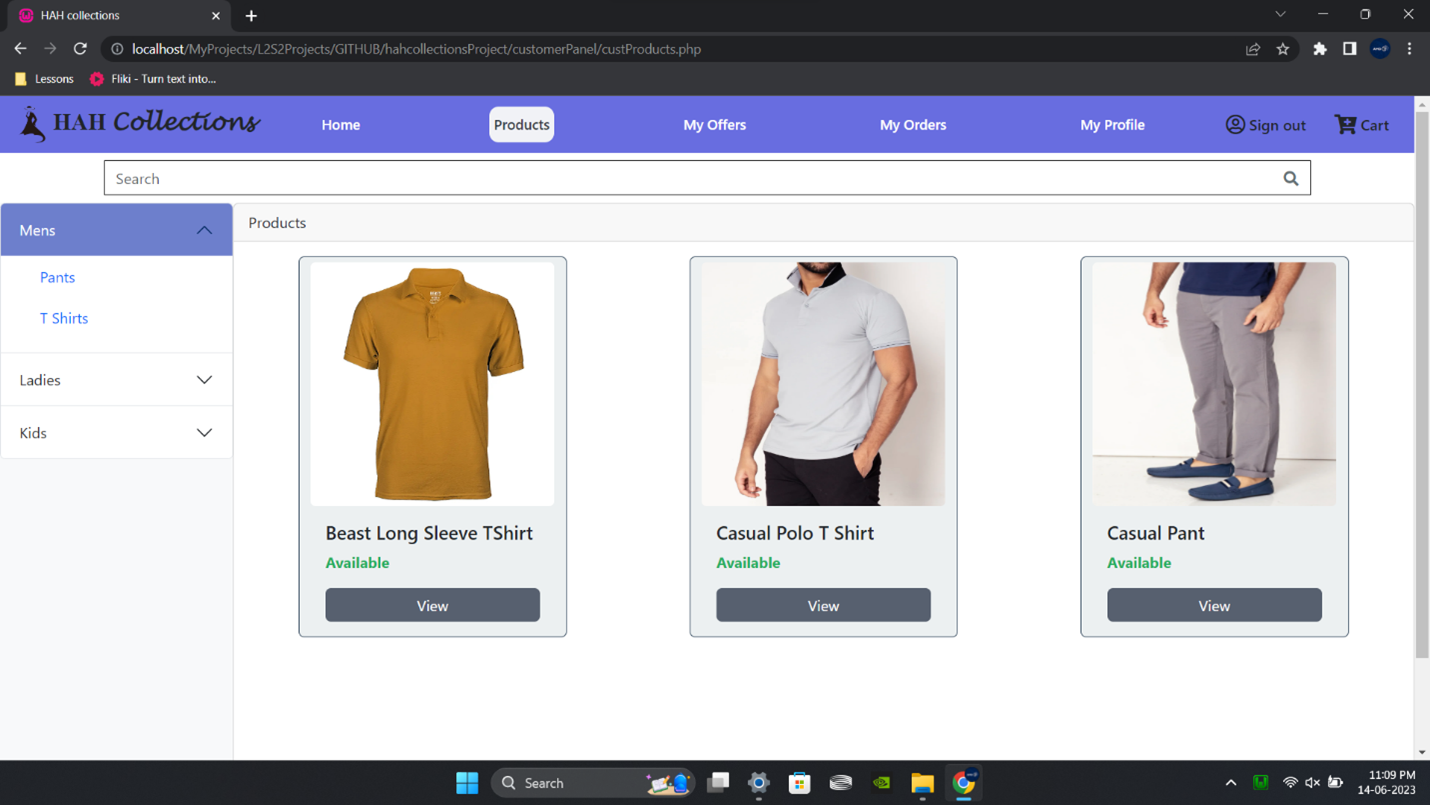 HAH collections
localhost/MyProjects/L2S2Projects/GITHUB/hahcollectionsProject/customerPanel/custProducts.php
Lessons Fliki - Turn text into...
HAH Collections Home Products My Offers My Orders My Profile Sign out Cart
Search
Mens
Pants
T Shirts
Ladies
Kids
Products
Beast Long Sleeve TShirt Casual Polo T Shirt Casual Pant
Available Available Available
View View View
Search
11:09 PM
14-06-2023